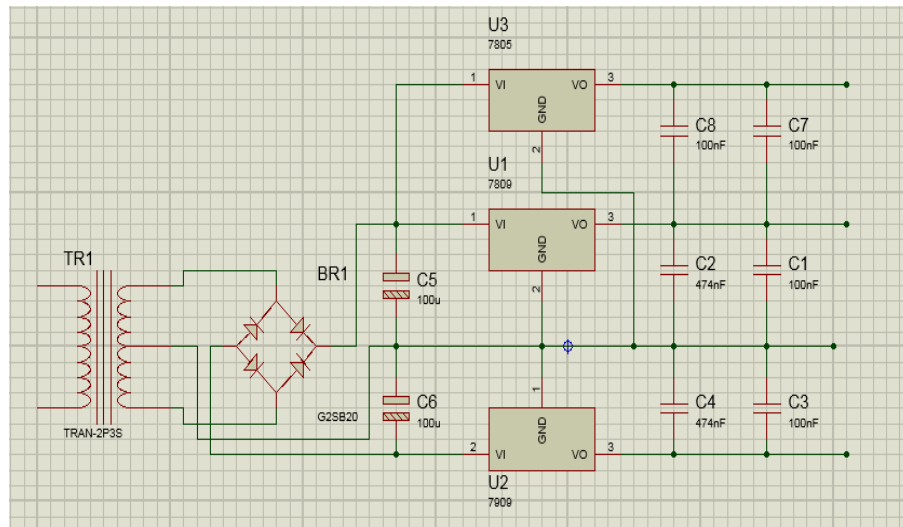 U3
7805
1 VI VO 3
GND
2
C8
100nF
C7
100nF
U1
7809
1 VI VO 3
GND
2
TR1
TRAN-2P3S
BR1
G2SB20
C5
100u
C2
474nF
C1
100nF
C6
100u
1
GND
2 VI VO 3
C4
474nF
C3
100nF
U2
7909